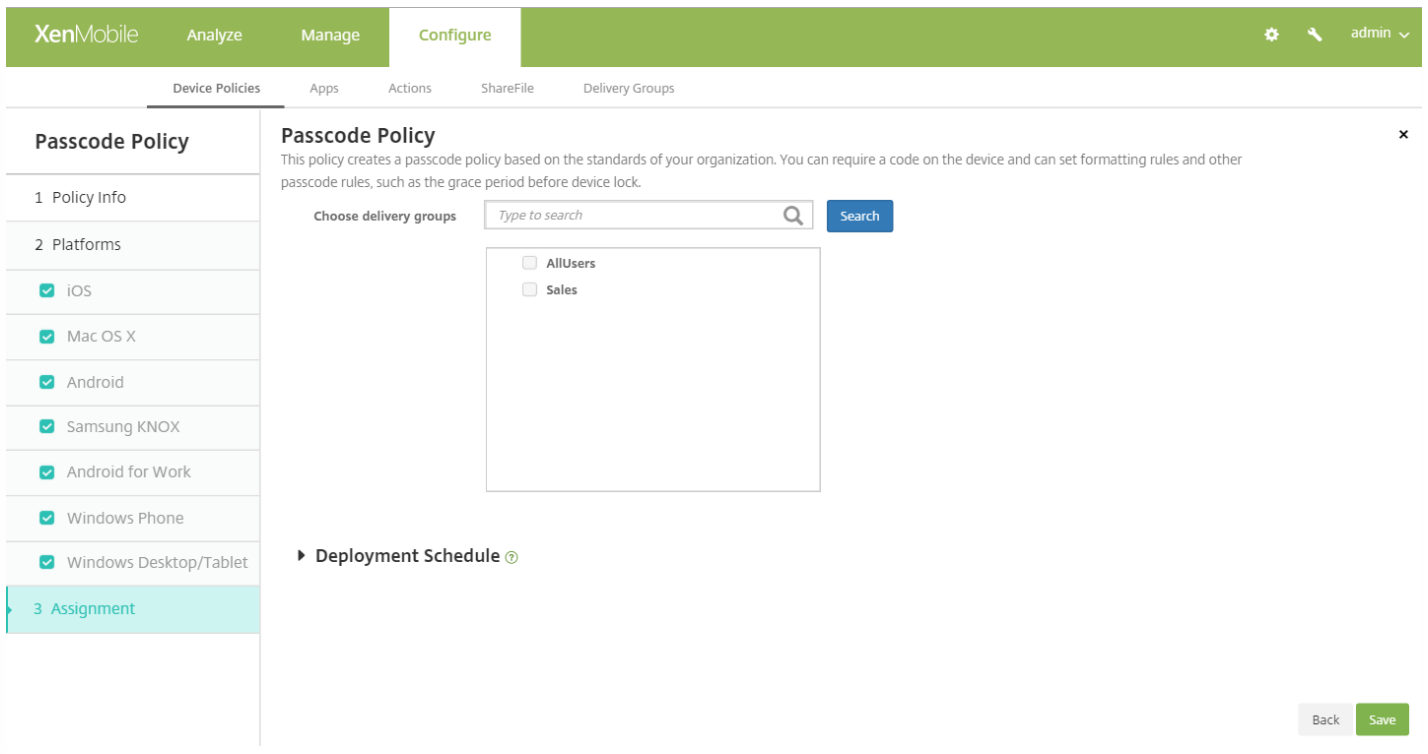 XenMobile Analyze Manage Configure admin
Device Policies Apps Actions ShareFile Delivery Groups
Passcode Policy
1 Policy Info
2 Platforms
iOS
Mac OS X
Android
Samsung KNOX
Android for Work
Windows Phone
Windows Desktop/Tablet
3 Assignment
Passcode Policy
This policy creates a passcode policy based on the standards of your organization. You can require a code on the device and can set formatting rules and other
passcode rules, such as the grace period before device lock.
Choose delivery groups Type to search Search
AllUsers
Sales
Deployment Schedule ?
Back Save